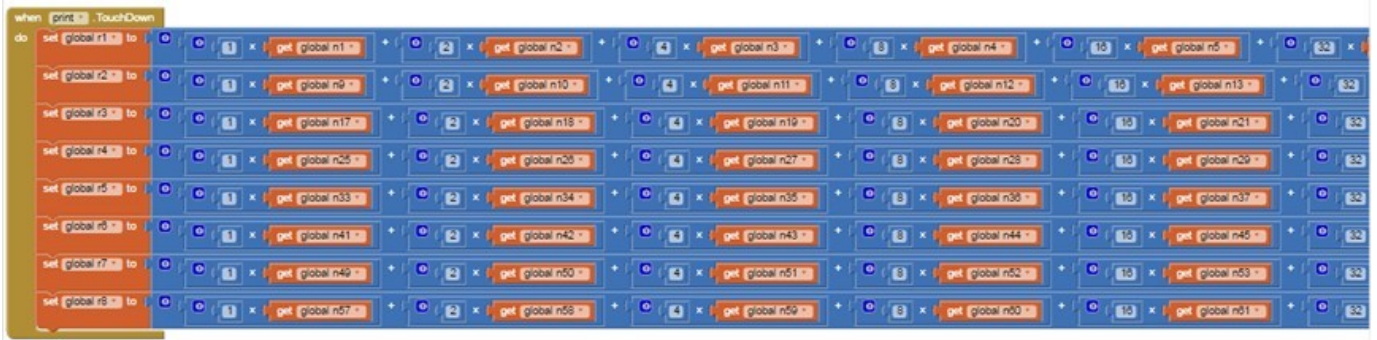 when print .TouchDown
do set global r1 to 1 × get global n1 + 2 × get global n2 + 4 × get global n3 + 8 × get global n4 + 16 × get global n5 + 32 ×
set global r2 to 1 × get global n9 + 2 × get global n10 + 4 × get global n11 + 8 × get global n12 + 16 × get global n13 + 32
set global r3 to 1 × get global n17 + 2 × get global n18 + 4 × get global n19 + 8 × get global n20 + 16 × get global n21 + 32
set global r4 to 1 × get global n25 + 2 × get global n26 + 4 × get global n27 + 8 × get global n28 + 16 × get global n29 + 32
set global r5 to 1 × get global n33 + 2 × get global n34 + 4 × get global n35 + 8 × get global n36 + 16 × get global n37 + 32
set global r6 to 1 × get global n41 + 2 × get global n42 + 4 × get global n43 + 8 × get global n44 + 16 × get global n45 + 32
set global r7 to 1 × get global n49 + 2 × get global n50 + 4 × get global n51 + 8 × get global n52 + 16 × get global n53 + 32
set global r8 to 1 × get global n57 + 2 × get global n58 + 4 × get global n59 + 8 × get global n60 + 16 × get global n61 + 32